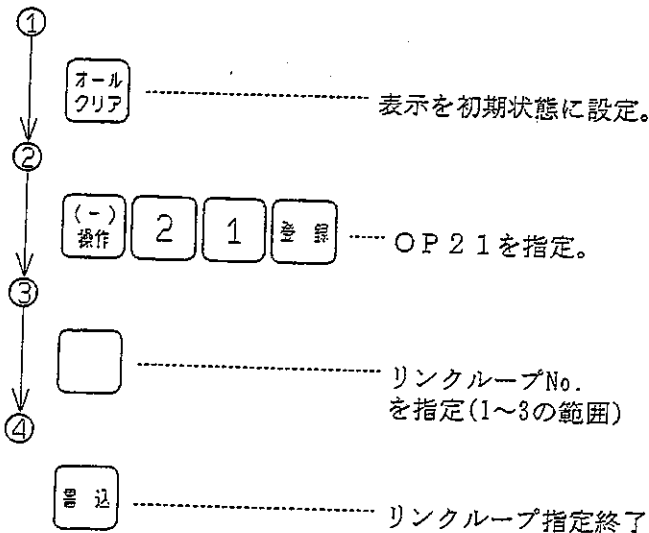 ①
オール
クリア
表示を初期状態に設定。
②
(-)
操作 2 1 登録 OP21を指定。
③
リンクループNo.
を指定(1~3の範囲)
④
書込 リンクループ指定終了